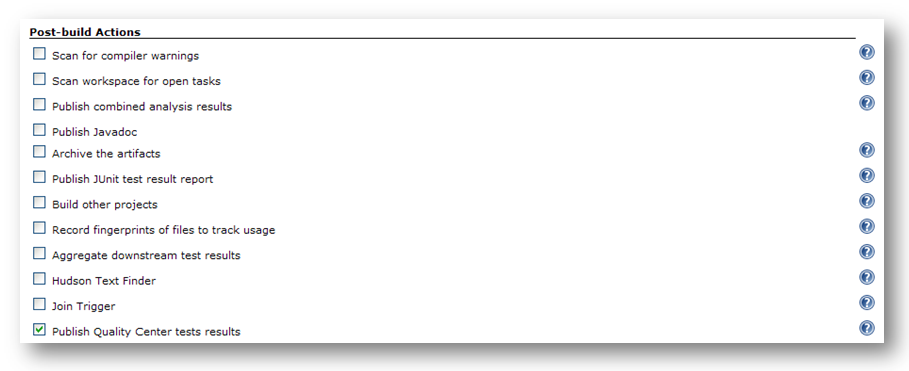 Post-build Actions
Scan for compiler warnings
Scan workspace for open tasks
Publish combined analysis results
Publish Javadoc
Archive the artifacts
Publish JUnit test result report
Build other projects
Record fingerprints of files to track usage
Aggregate downstream test results
Hudson Text Finder
Join Trigger
Publish Quality Center tests results